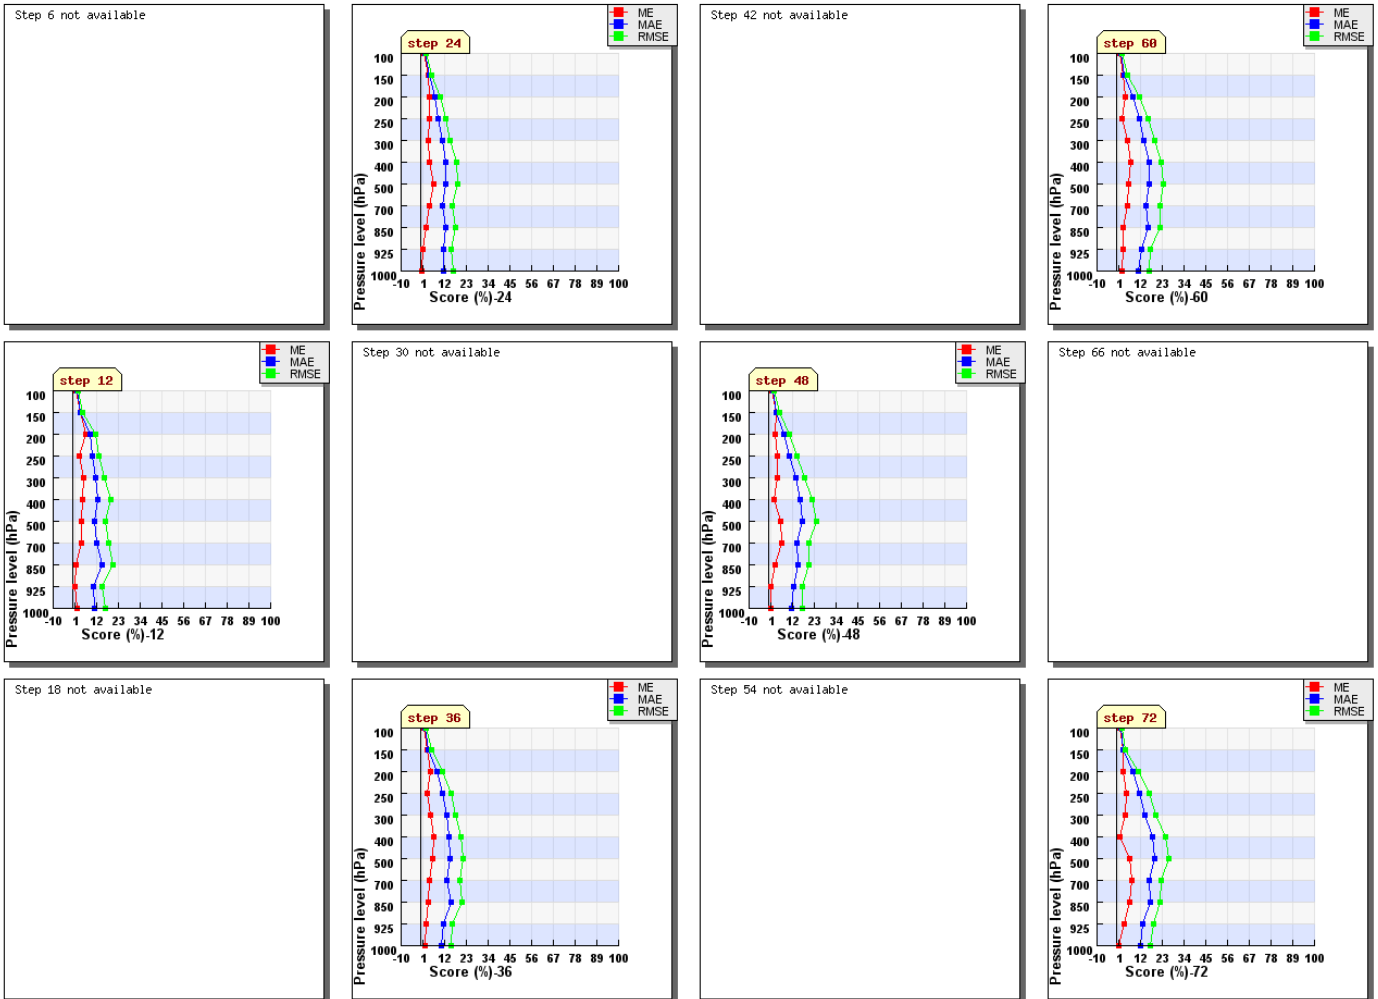 Step 6 not available
ME
MAE
RMSE
step 24
100
150
200
250
300
400
500
700
850
925
1000
Pressure level (hPa)
-10 1 12 23 34 45 56 67 78 89 100
Score (%)-24
Step 42 not available
ME
MAE
RMSE
step 60
100
150
200
250
300
400
500
700
850
925
1000
Pressure level (hPa)
-10 1 12 23 34 45 56 67 78 89 100
Score (%)-60
ME
MAE
RMSE
step 12
100
150
200
250
300
400
500
700
850
925
1000
Pressure level (hPa)
-10 1 12 23 34 45 56 67 78 89 100
Score (%)-12
Step 30 not available
ME
MAE
RMSE
step 48
100
150
200
250
300
400
500
700
850
925
1000
Pressure level (hPa)
-10 1 12 23 34 45 56 67 78 89 100
Score (%)-48
Step 66 not available
Step 18 not available
ME
MAE
RMSE
step 36
100
150
200
250
300
400
500
700
850
925
1000
Pressure level (hPa)
-10 1 12 23 34 45 56 67 78 89 100
Score (%)-36
Step 54 not available
ME
MAE
RMSE
step 72
100
150
200
250
300
400
500
700
850
925
1000
Pressure level (hPa)
-10 1 12 23 34 45 56 67 78 89 100
Score (%)-72